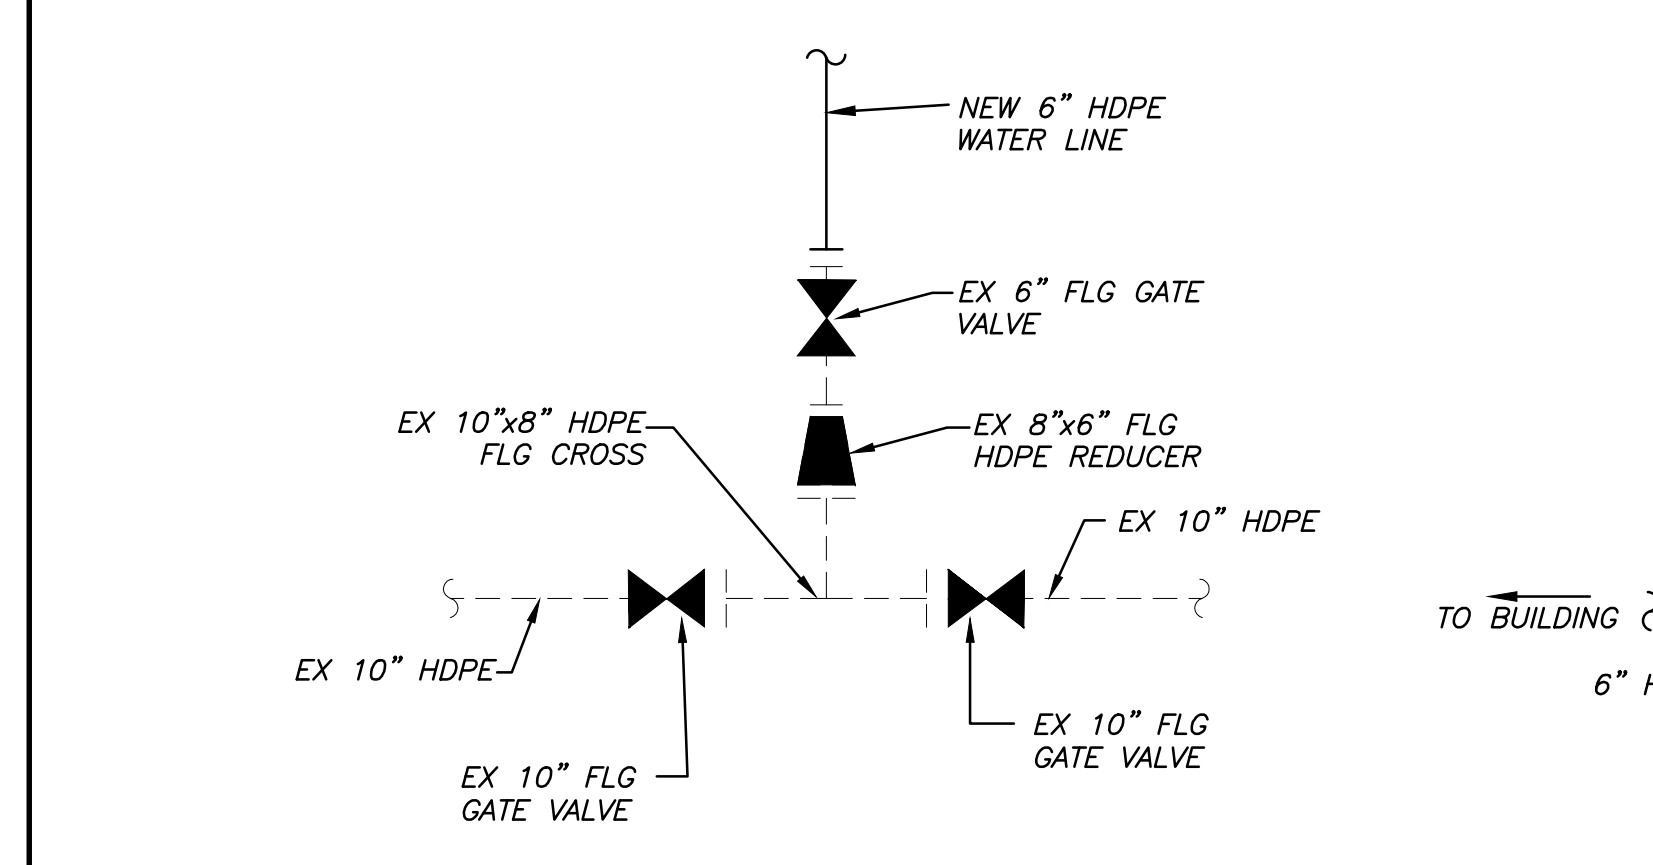 NEW 6” HDPE
WATER LINE
EX 6” FLG GATE
VALVE
EX 10”x8” HDPE
FLG CROSS
EX 8”x6” FLG
HDPE REDUCER
EX 10” HDPE
TO BUILDING
EX 10” HDPE
6”
EX 10” FLG
GATE VALVE
EX 10” FLG
GATE VALVE